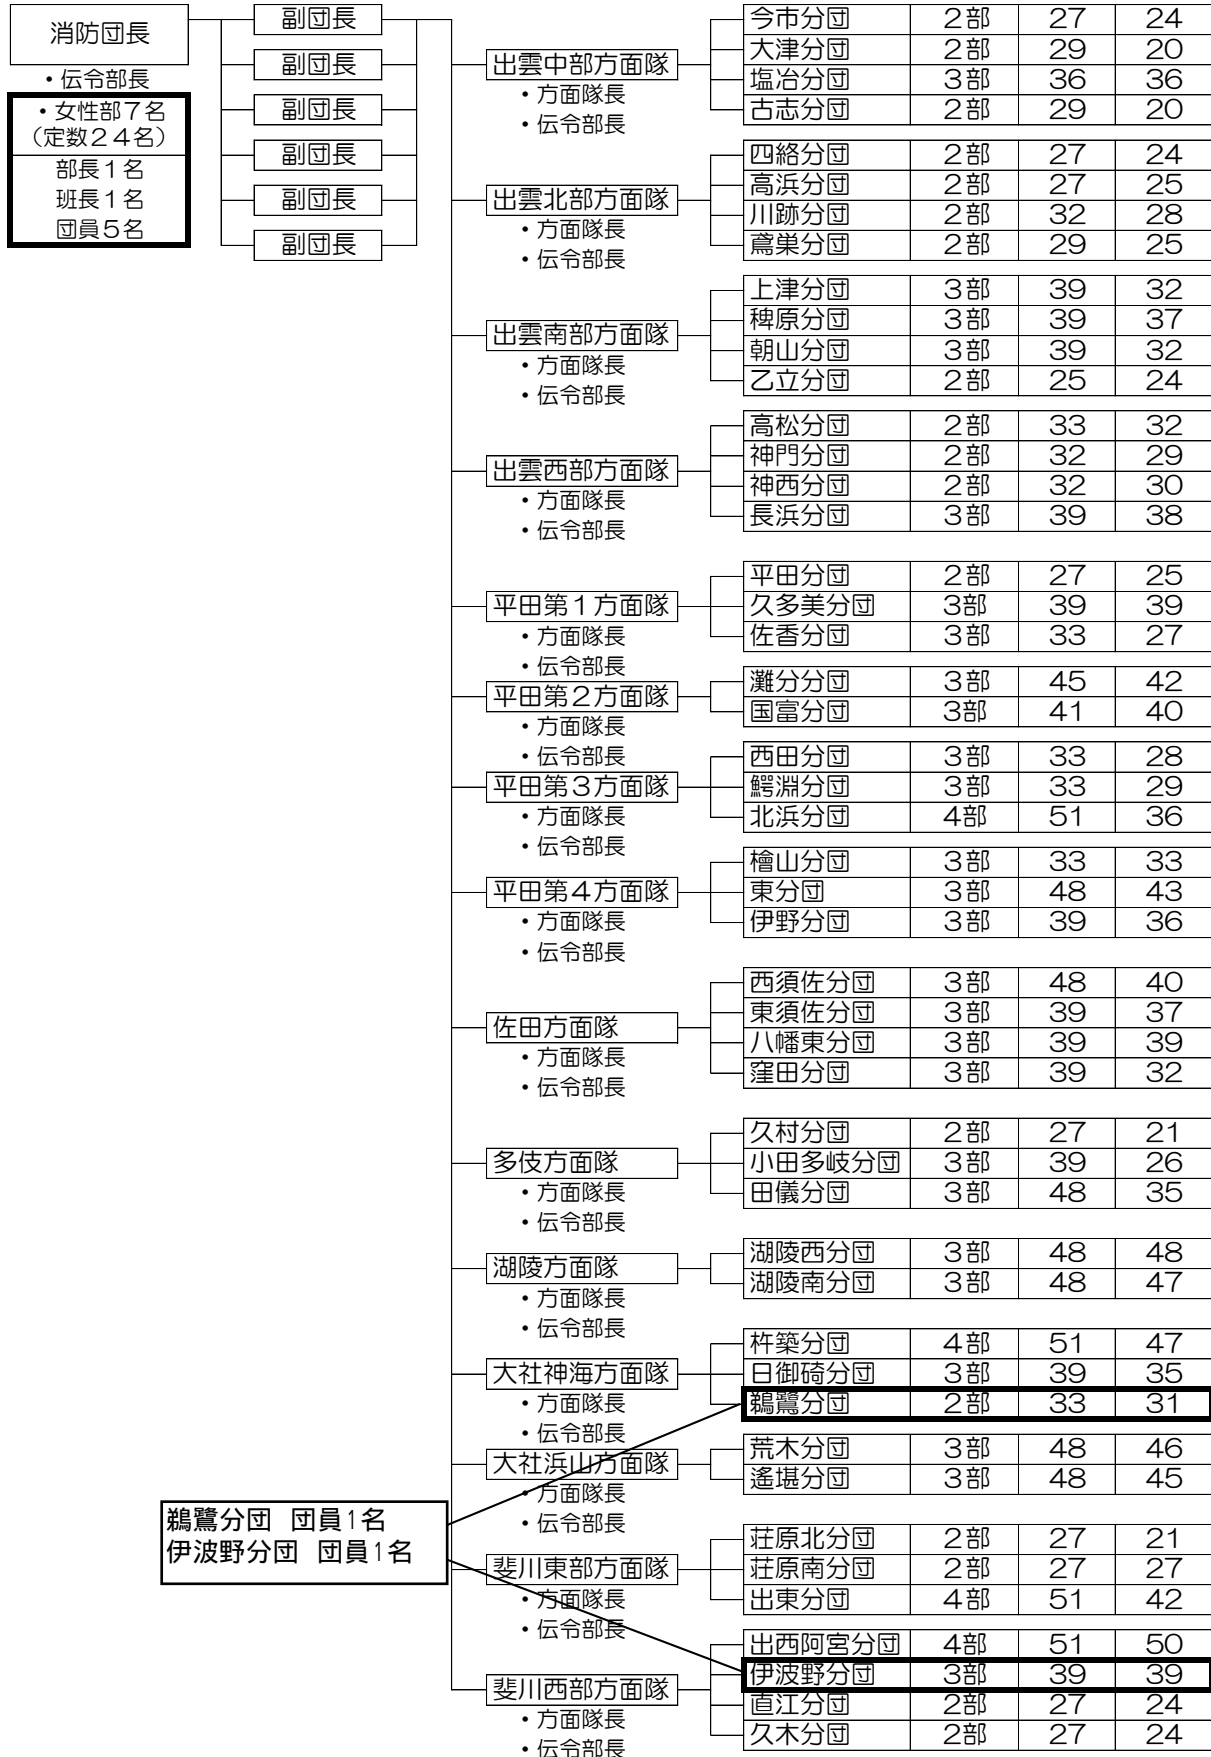 消防団長
・伝令部長
・女性部７名
（定数２４名）
部長１名
班長１名
団員５名
副団長
副団長
副団長
副団長
副団長
副団長
出雲中部方面隊
・方面隊長
・伝令部長
今市分団 ２部 27 24
大津分団 ２部 29 20
塩冶分団 ３部 36 36
古志分団 ２部 29 20
出雲北部方面隊
・方面隊長
・伝令部長
四絡分団 ２部 27 24
高浜分団 ２部 27 25
川跡分団 ２部 32 28
鳶巣分団 ２部 29 25
出雲南部方面隊
・方面隊長
・伝令部長
上津分団 ３部 39 32
稗原分団 ３部 39 37
朝山分団 ３部 39 32
乙立分団 ２部 25 24
出雲西部方面隊
・方面隊長
・伝令部長
高松分団 ２部 33 32
神門分団 ２部 32 29
神西分団 ２部 32 30
長浜分団 ３部 39 38
平田第１方面隊
・方面隊長
・伝令部長
平田分団 ２部 27 25
久多美分団 ３部 39 39
佐香分団 ３部 33 27
平田第２方面隊
・方面隊長
・伝令部長
灘分分団 ３部 45 42
国富分団 ３部 41 40
平田第３方面隊
・方面隊長
・伝令部長
西田分団 ３部 33 28
鰐淵分団 ３部 33 29
北浜分団 ４部 51 36
平田第４方面隊
・方面隊長
・伝令部長
檜山分団 ３部 33 33
東分団 ３部 48 43
伊野分団 ３部 39 36
佐田方面隊
・方面隊長
・伝令部長
西須佐分団 ３部 48 40
東須佐分団 ３部 39 37
八幡東分団 ３部 39 39
窪田分団 ３部 39 32
多伎方面隊
・方面隊長
・伝令部長
久村分団 ２部 27 21
小田多岐分団 ３部 39 26
田儀分団 ３部 48 35
湖陵方面隊
・方面隊長
・伝令部長
湖陵西分団 ３部 48 48
湖陵南分団 ３部 48 47
大社神海方面隊
・方面隊長
・伝令部長
杵築分団 ４部 51 47
日御碕分団 ３部 39 35
鵜鷺分団 ２部 33 31
大社浜山方面隊
・方面隊長
・伝令部長
荒木分団 ３部 48 46
遙堪分団 ３部 48 45
鵜鷺分団 団員1名
伊波野分団 団員1名
斐川東部方面隊
・方面隊長
・伝令部長
荘原北分団 ２部 27 21
荘原南分団 ２部 27 27
出東分団 ４部 51 42
斐川西部方面隊
・方面隊長
・伝令部長
出西阿宮分団 ４部 51 50
伊波野分団 ３部 39 39
直江分団 ２部 27 24
久木分団 ２部 27 24